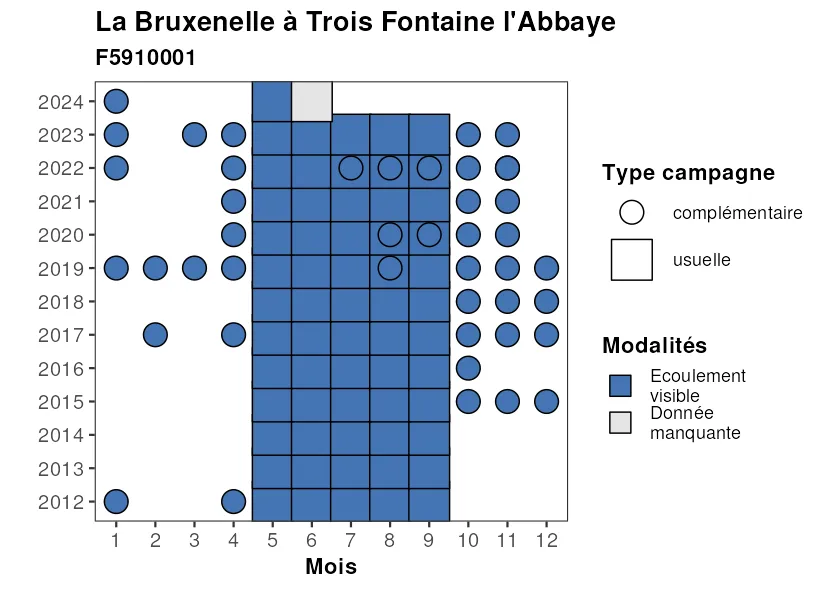 La Bruxenelle à Trois Fontaine l'Abbaye
F5910001
2024
2023
2022
2021
2020
2019
2018
2017
2016
2015
2014
2013
2012
1 2 3 4 5 6 7 8 9 10 11 12
Mois
Type campagne
complémentaire
usuelle
Modalités
Ecoulement
visible
Donnée
manquante